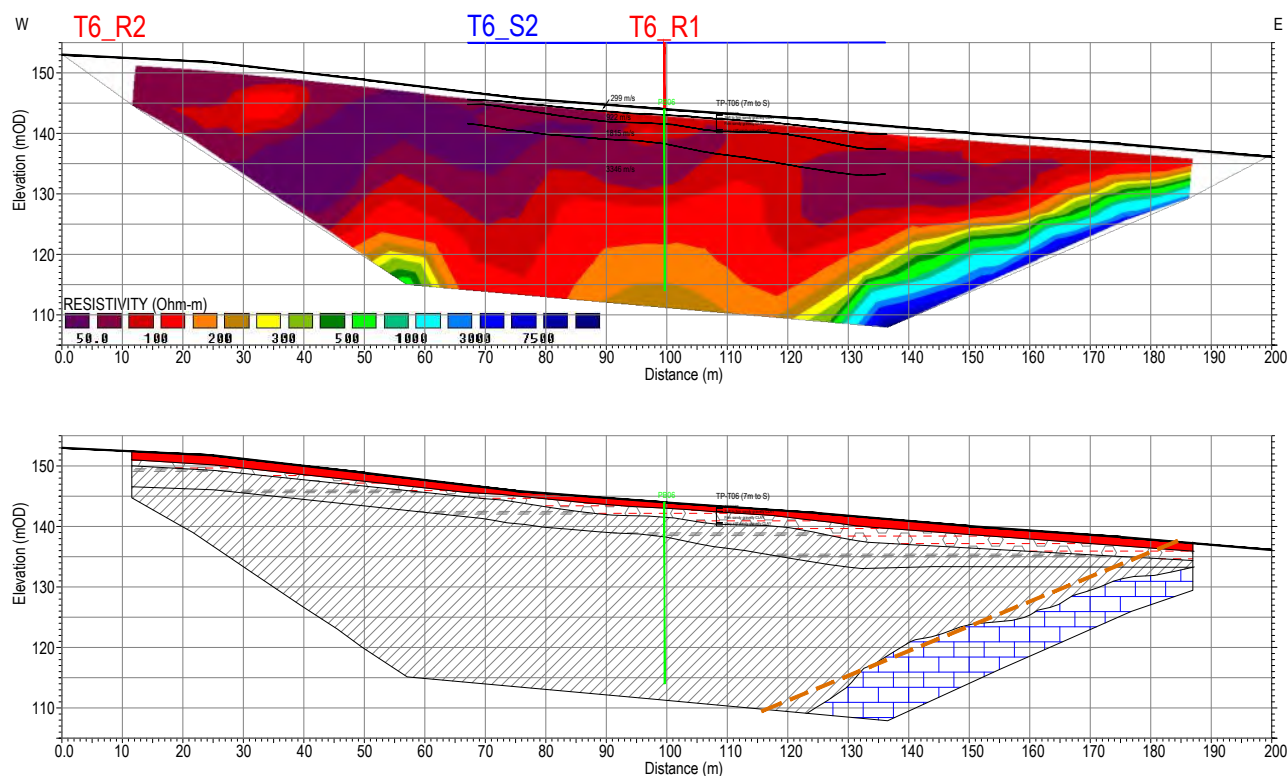 W T6_R2 T6_S2 T6_R1 E
Elevation (mOD)
150
140
130
120
110
299 m/s
TP-T06 (7m to S)
RESISTIVITY (Ohm-m)
50.0 100 200 300 500 1000 3000 7500
0.0 10 20 30 40 50 60 70 80 90 100 110 120 130 140 150 160 170 180 190 200
Distance (m)
Elevation (mOD)
150
140
130
120
110
TP-T06 (7m to S)
0.0 10 20 30 40 50 60 70 80 90 100 110 120 130 140 150 160 170 180 190 200
Distance (m)